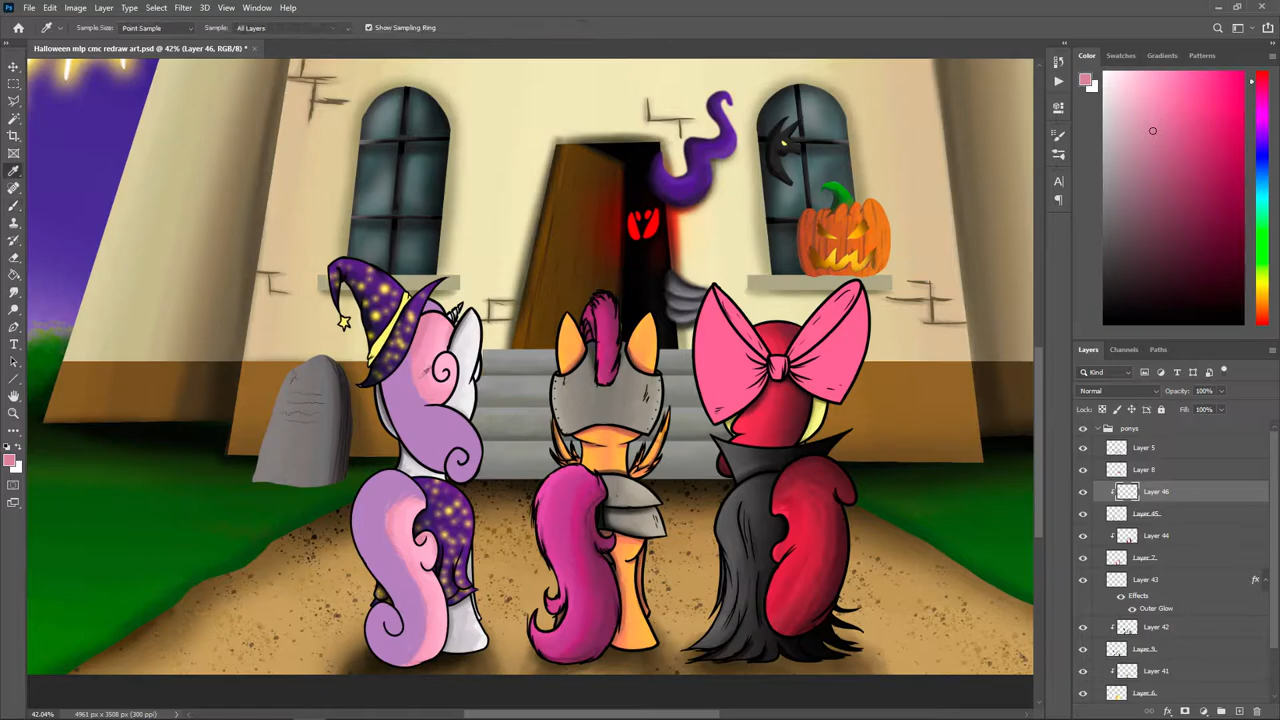 Ps File Edit Image Layer Type Select Filter 3D View Window Help
Sample Size: Point Sample Sample: All Layers Show Sampling Ring
Halloween mlp cmc redraw art.psd @ 42% (Layer 46, RGB/8) * ×
Color Swatches Gradients Patterns
Layers Channels Paths
Kind
Normal Opacity: 100%
Lock: Fill: 100%
ponys
Layer 5
Layer 8
Layer 46
Layer 45
Layer 44
Layer 7
Layer 43 fx
Effects
Outer Glow
Layer 42
Layer 9
Layer 41
Layer 6
42.04% 4961 px x 3508 px (300 ppi)